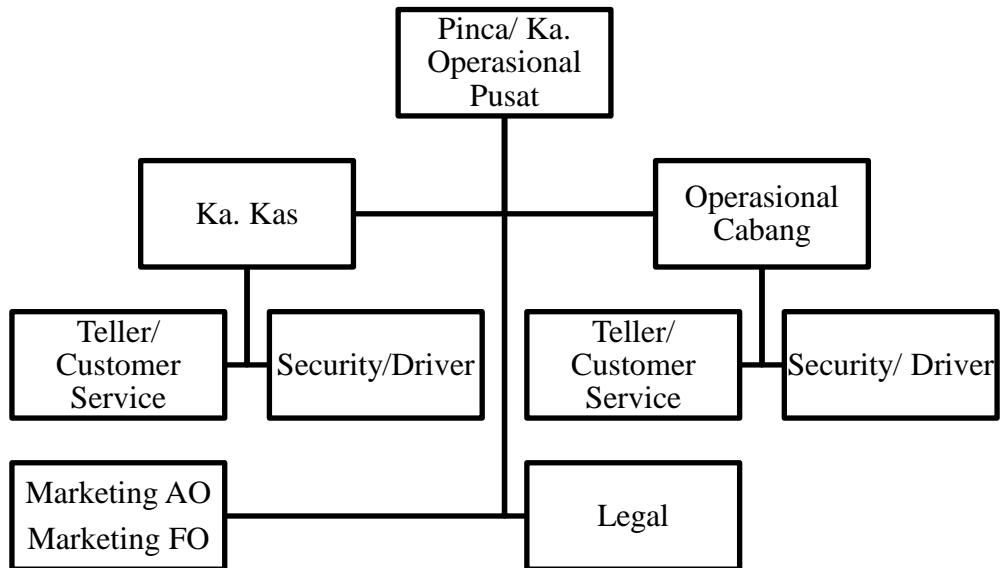 Pinca/ Ka.
Operasional
Pusat
Ka. Kas
Operasional
Cabang
Teller/
Customer
Service
Security/Driver
Teller/
Customer
Service
Security/ Driver
Marketing AO
Marketing FO
Legal